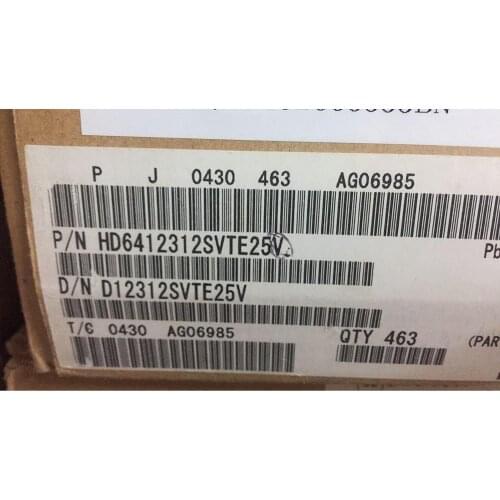 P J 0430 463 AG06985
P/N HD6412312SVTE25V
Pb
D/N D12312SVTE25V
T/C 0430 AG06985
QTY 463
(PAR